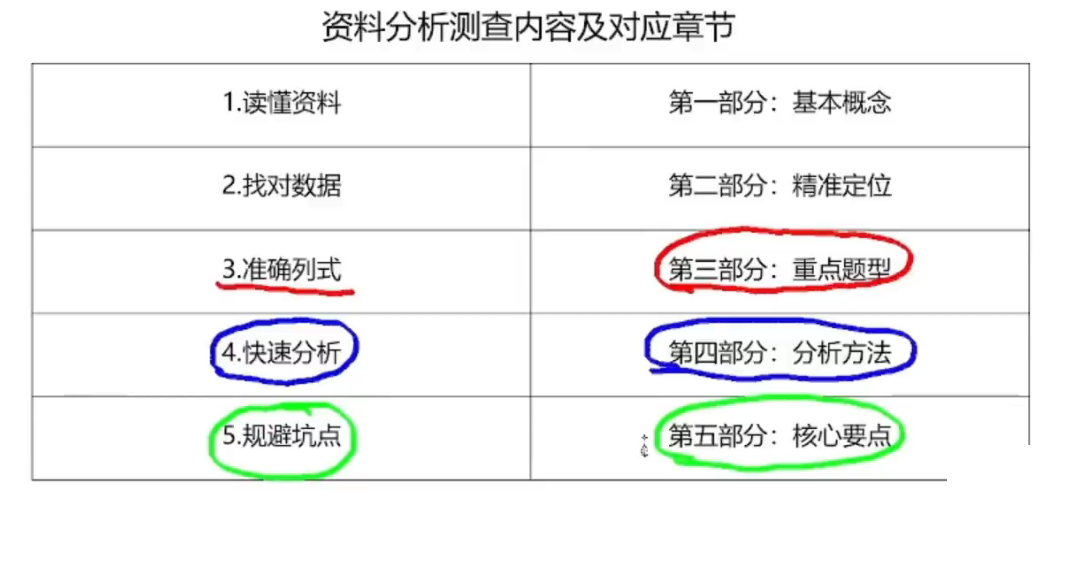 资料分析测查内容及对应章节
1.读懂资料 第一部分：基本概念
2.找对数据 第二部分：精准定位
3.准确列式 第三部分：重点题型
4.快速分析 第四部分：分析方法
5.规避坑点 第五部分：核心要点